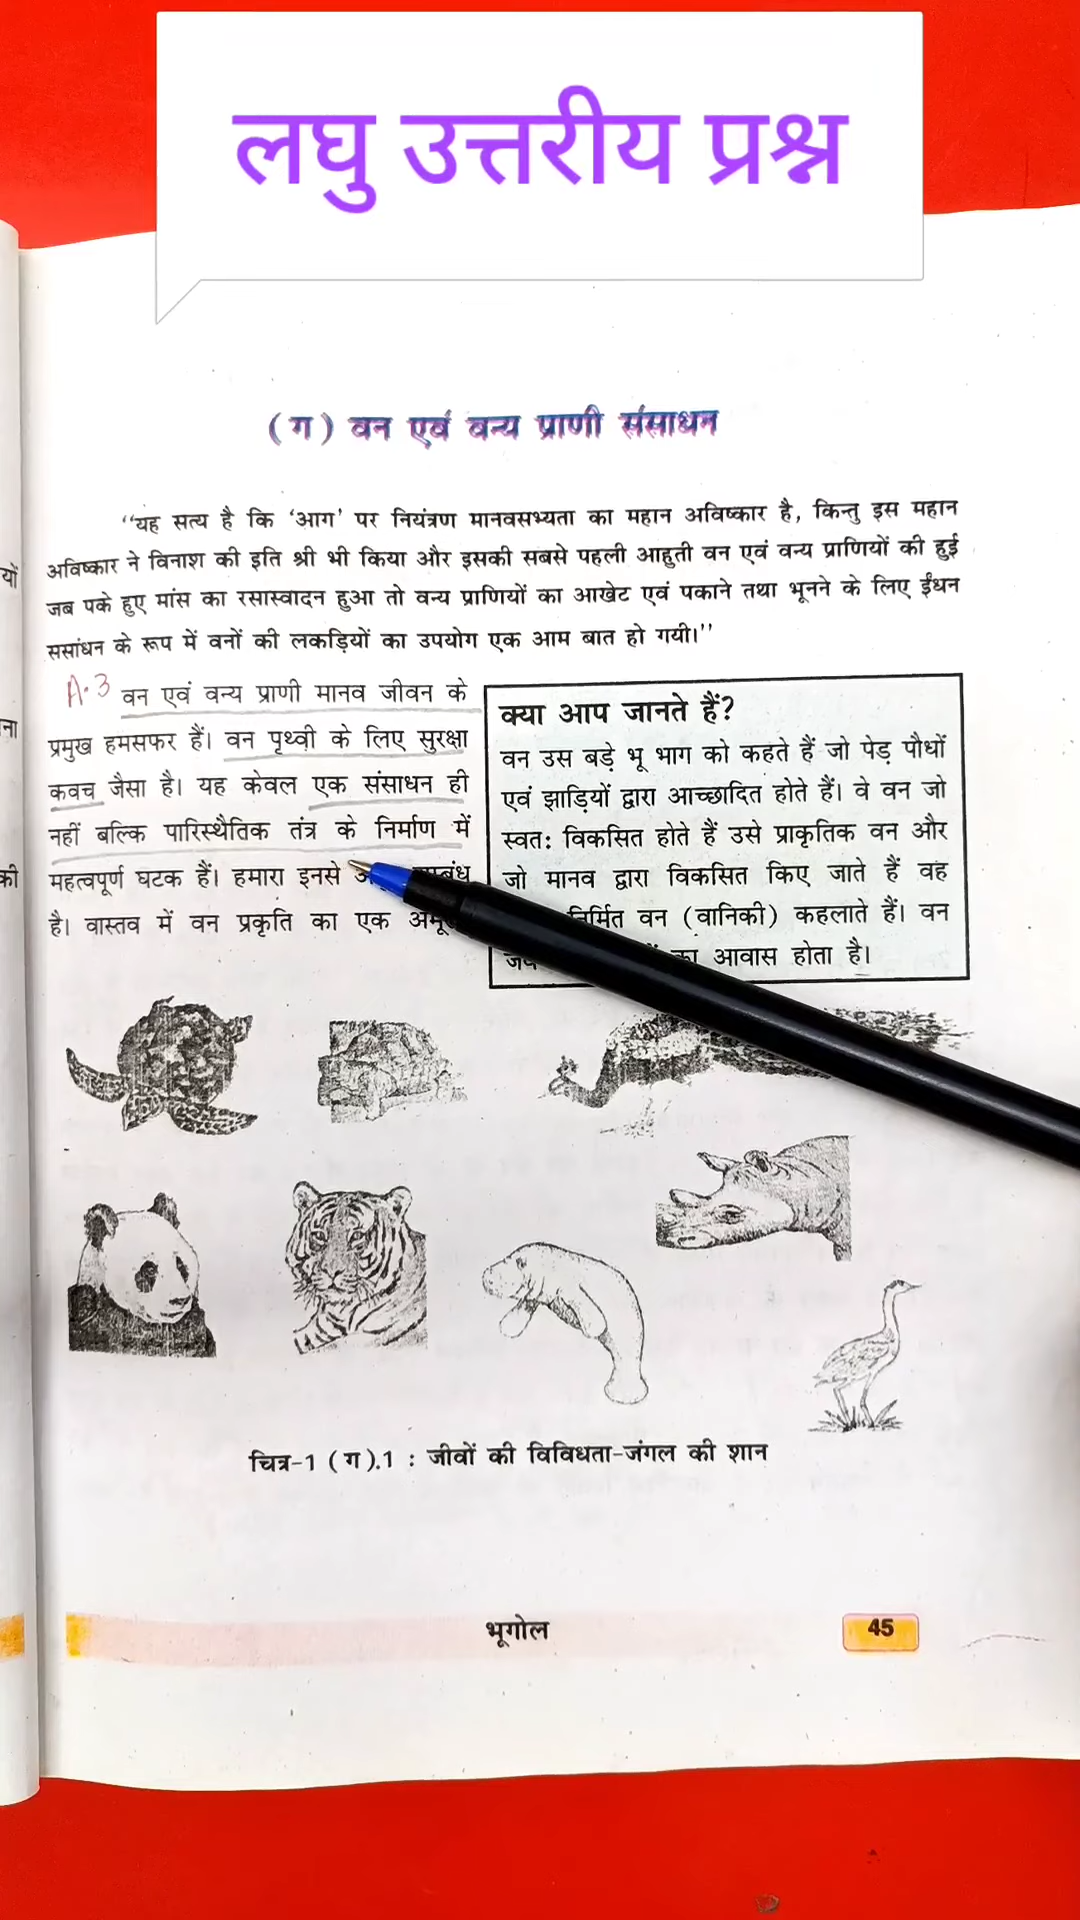 लघु उत्तरीय प्रश्न
(ग) वन एवं वन्य प्राणी संसाधन
‘‘यह सत्य है कि ‘आग’ पर नियंत्रण मानवसभ्यता का महान अविष्कार है, किन्तु इस महान
अविष्कार ने विनाश की इति श्री भी किया और इसकी सबसे पहली आहुती वन एवं वन्य प्राणियों की हुई
जब पके हुए मांस का रसास्वादन हुआ तो वन्य प्राणियों का आखेट एवं पकाने तथा भूनने के लिए ईंधन
ससांधन के रूप में वनों की लकड़ियों का उपयोग एक आम बात हो गयी।’’
A-3 वन एवं वन्य प्राणी मानव जीवन के
प्रमुख हमसफर हैं। वन पृथ्वी के लिए सुरक्षा
कवच जैसा है। यह केवल एक संसाधन ही
नहीं बल्कि पारिस्थैतिक तंत्र के निर्माण में
महत्वपूर्ण घटक हैं। हमारा इनसे
है। वास्तव में वन प्रकृति का एक
क्या आप जानते हैं?
वन उस बड़े भू भाग को कहते हैं जो पेड़ पौधों
एवं झाड़ियों द्वारा आच्छादित होते हैं। वे वन जो
स्वत: विकसित होते हैं उसे प्राकृतिक वन और
जो मानव द्वारा विकसित किए जाते हैं वह
निर्मित वन (वानिकी) कहलाते हैं। वन
का आवास होता है।
चित्र-1 (ग).1 : जीवों की विविधता-जंगल की शान
भूगोल
45